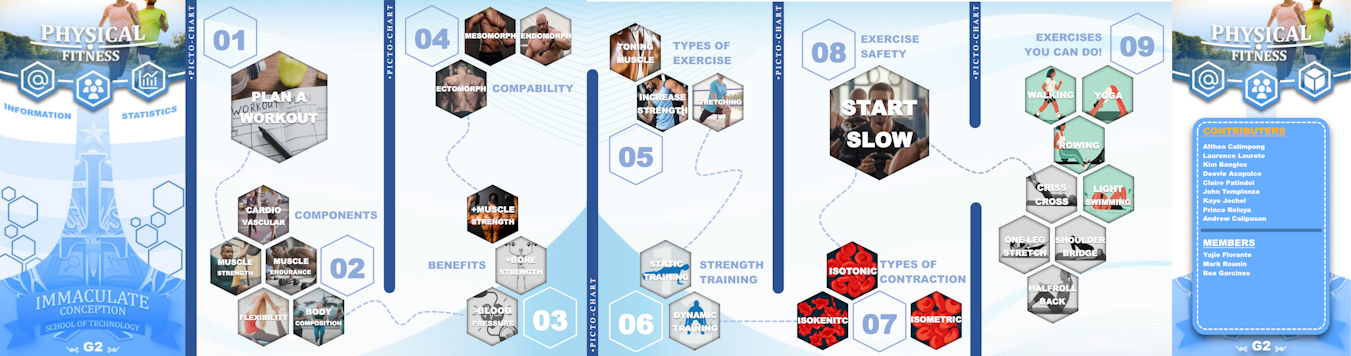 PHYSICAL
FITNESS
INFORMATION
STATISTICS
IMMACULATE
CONCEPTION
SCHOOL OF TECHNOLOGY
G2
•PICTO-CHART
01
PLAN A
WORKOUT
CARDIO
VASCULAR
COMPONENTS
MUSCLE
STRENGTH
MUSCLE
ENDURANCE
02
FLEXIBILITY
BODY
COMPOSITION
•PICTO-CHART
04
MESOMORPH
ENDOMORPH
ECTOMORPH
COMPABILITY
+MUSCLE
STRENGTH
BENEFITS
+BONE
STRENGTH
-BLOOD
PRESSURE
03
•PICTO-CHART
TONING
MUSCLE
TYPES OF
EXERCISE
INCREASE
STRENGTH
STRETCHING
05
STATIC
TRAINING
STRENGTH
TRAINING
06
DYNAMIC
TRAINING
•PICTO-CHART
08
EXERCISE
SAFETY
START
SLOW
ISOTONIC
TYPES OF
CONTRACTION
ISOKENITC
07
ISOMETRIC
•PICTO-CHART
EXERCISES
YOU CAN DO!
09
WALKING
YOGA
ROWING
CRISS
CROSS
LIGHT
SWIMMING
ONE-LEG
STRETCH
SHOULDER
BRIDGE
HALFROLL
BACK
PHYSICAL
FITNESS
CONTRIBUTERS
Althea Calimpong
Laurence Laurete
Kim Bangles
Deevie Acapulco
Claire Patindol
John Templanza
Kaye Jochel
Prince Reluya
Andrew Calipusan
MEMBERS
Yajie Florante
Mark Rounin
Bea Garcines
G2